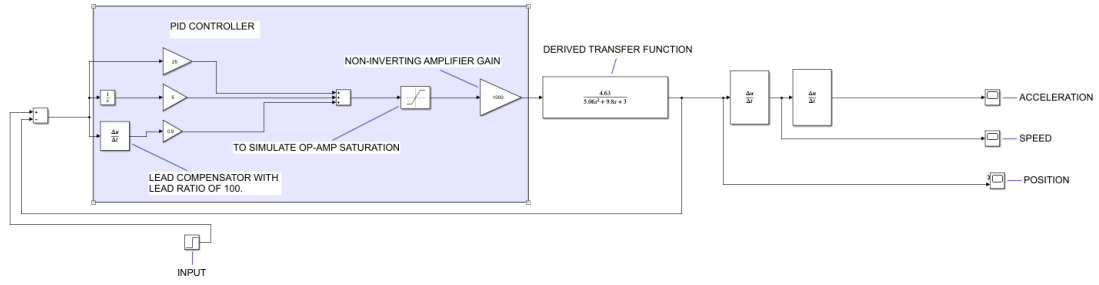 PID CONTROLLER
DERIVED TRANSFER FUNCTION
NON-INVERTING AMPLIFIER GAIN
25
1
s
5
1000
4.63
5.06s² + 9.8s + 3
Δu
Δt
Δu
Δt
ACCELERATION
Δu
Δt
0.9
TO SIMULATE OP-AMP SATURATION
SPEED
LEAD COMPENSATOR WITH
LEAD RATIO OF 100.
POSITION
INPUT